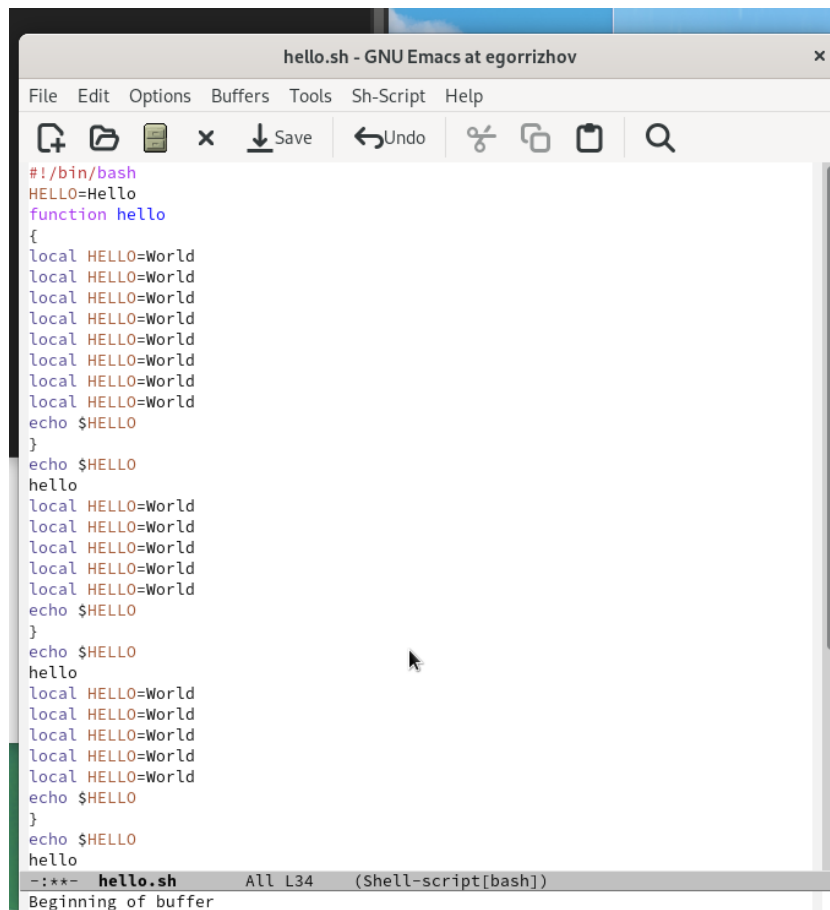 hello.sh - GNU Emacs at egorrizhov ×
File Edit Options Buffers Tools Sh-Script Help
Save Undo
#!/bin/bash
HELLO=Hello
function hello
{
local HELLO=World
local HELLO=World
local HELLO=World
local HELLO=World
local HELLO=World
local HELLO=World
local HELLO=World
local HELLO=World
echo $HELLO
}
echo $HELLO
hello
local HELLO=World
local HELLO=World
local HELLO=World
local HELLO=World
local HELLO=World
echo $HELLO
}
echo $HELLO
hello
local HELLO=World
local HELLO=World
local HELLO=World
local HELLO=World
local HELLO=World
echo $HELLO
}
echo $HELLO
hello
-:**- hello.sh All L34 (Shell-script[bash])
Beginning of buffer